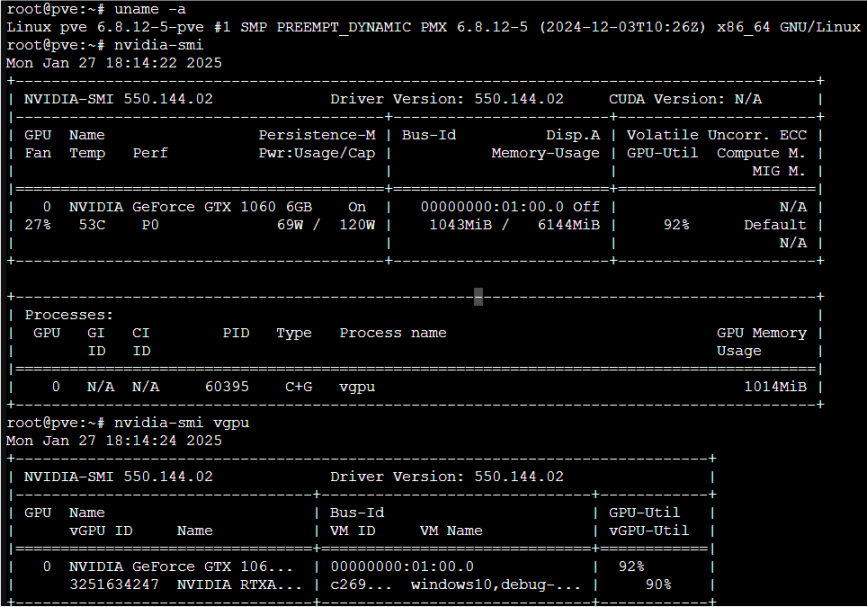 root@pve:~# uname -a
Linux pve 6.8.12-5-pve #1 SMP PREEMPT_DYNAMIC PMX 6.8.12-5 (2024-12-03T10:26Z) x86_64 GNU/Linux
root@pve:~# nvidia-smi
Mon Jan 27 18:14:22 2025
+-----------------------------------------------------------------------------------------+
| NVIDIA-SMI 550.144.02             Driver Version: 550.144.02     CUDA Version: N/A      |
|-----------------------------------------+------------------------+----------------------+
| GPU  Name                 Persistence-M | Bus-Id          Disp.A | Volatile Uncorr. ECC |
| Fan  Temp   Perf          Pwr:Usage/Cap |           Memory-Usage | GPU-Util  Compute M. |
|                                         |                        |               MIG M. |
|=========================================+========================+======================|
|   0  NVIDIA GeForce GTX 1060 6GB    On  |   00000000:01:00.0 Off |                  N/A |
| 27%   53C    P0             69W /  120W |    1043MiB /   6144MiB |     92%      Default |
|                                         |                        |                  N/A |
+-----------------------------------------+------------------------+----------------------+
+-----------------------------------------------------------------------------------------+
| Processes:                                                                              |
|  GPU   GI   CI        PID   Type   Process name                              GPU Memory |
|        ID   ID                                                               Usage      |
|=========================================================================================|
|    0   N/A  N/A     60395    C+G   vgpu                                         1014MiB |
+-----------------------------------------------------------------------------------------+
root@pve:~# nvidia-smi vgpu
Mon Jan 27 18:14:24 2025
+-----------------------------------------------------------------------------+
| NVIDIA-SMI 550.144.02             Driver Version: 550.144.02                |
|---------------------------------+------------------------------+------------+
| GPU  Name                       | Bus-Id                       | GPU-Util   |
|      vGPU ID     Name           | VM ID     VM Name            | vGPU-Util  |
|=================================+==============================+============|
|   0  NVIDIA GeForce GTX 106...  | 00000000:01:00.0             |  92%       |
|      3251634247  NVIDIA RTXA... | c269...  windows10,debug-... |     90%    |
+---------------------------------+------------------------------+------------+